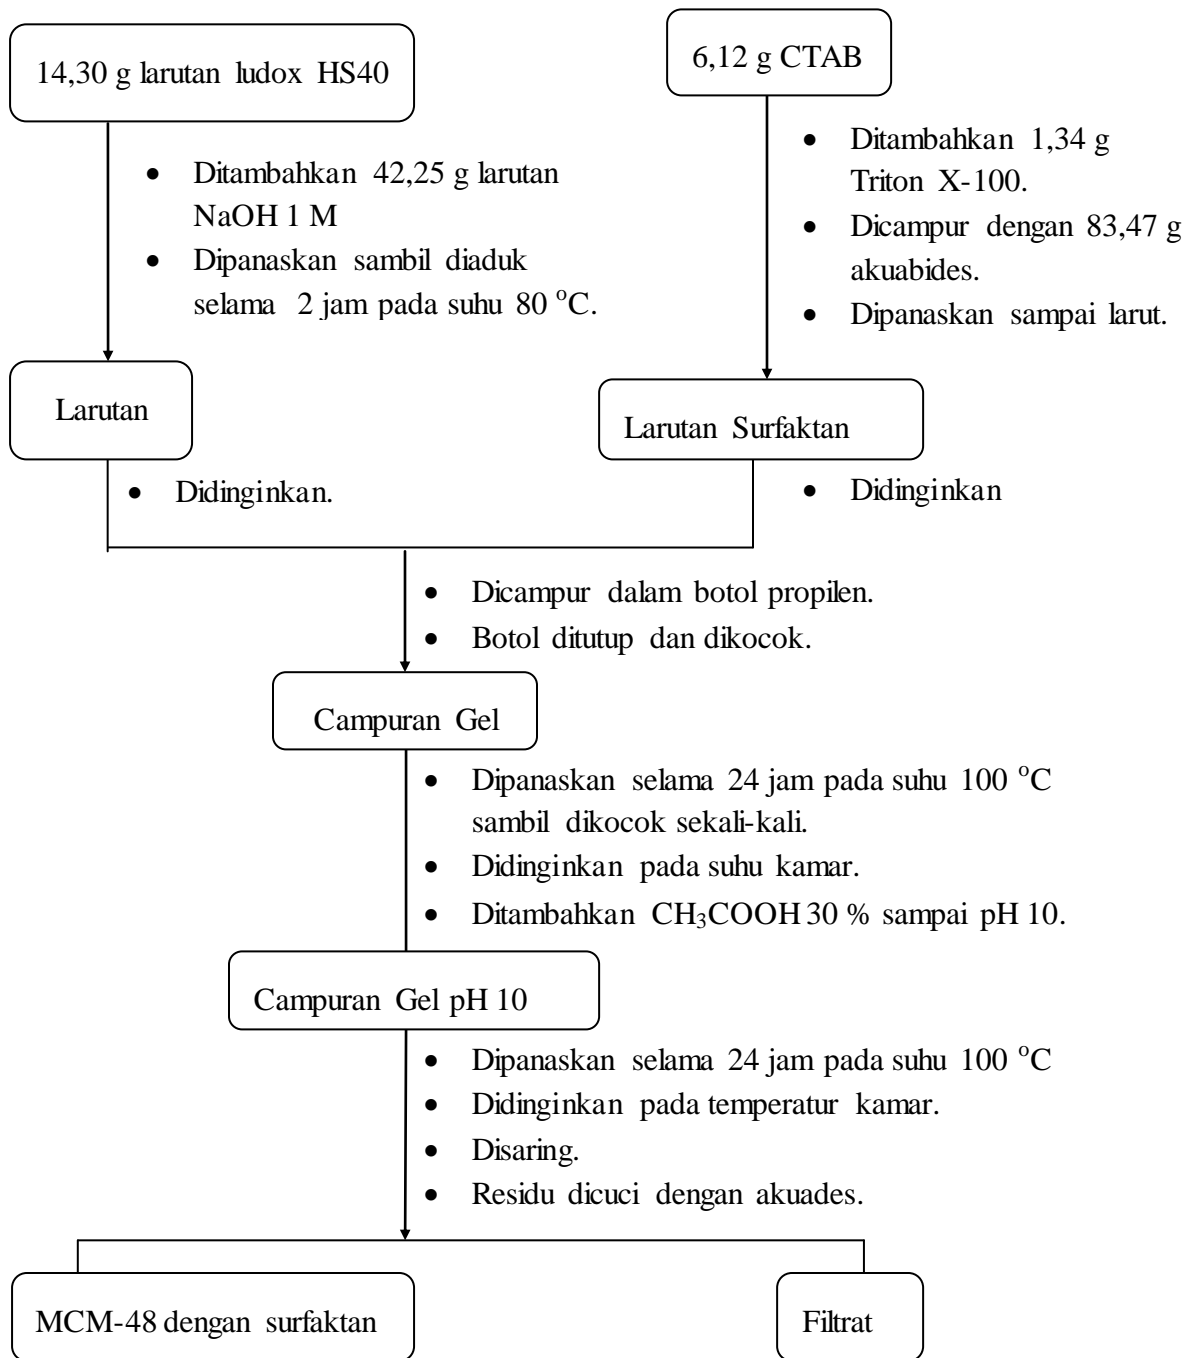 14,30 g larutan ludox HS40
• Ditambahkan 42,25 g larutan
NaOH 1 M
• Dipanaskan sambil diaduk
selama 2 jam pada suhu 80 °C.
Larutan
• Didinginkan.
6,12 g CTAB
• Ditambahkan 1,34 g
Triton X-100.
• Dicampur dengan 83,47 g
akuabides.
• Dipanaskan sampai larut.
Larutan Surfaktan
• Didinginkan
• Dicampur dalam botol propilen.
• Botol ditutup dan dikocok.
Campuran Gel
• Dipanaskan selama 24 jam pada suhu 100 °C
sambil dikocok sekali-kali.
• Didinginkan pada suhu kamar.
• Ditambahkan CH₃COOH 30 % sampai pH 10.
Campuran Gel pH 10
• Dipanaskan selama 24 jam pada suhu 100 °C
• Didinginkan pada temperatur kamar.
• Disaring.
• Residu dicuci dengan akuades.
MCM-48 dengan surfaktan
Filtrat